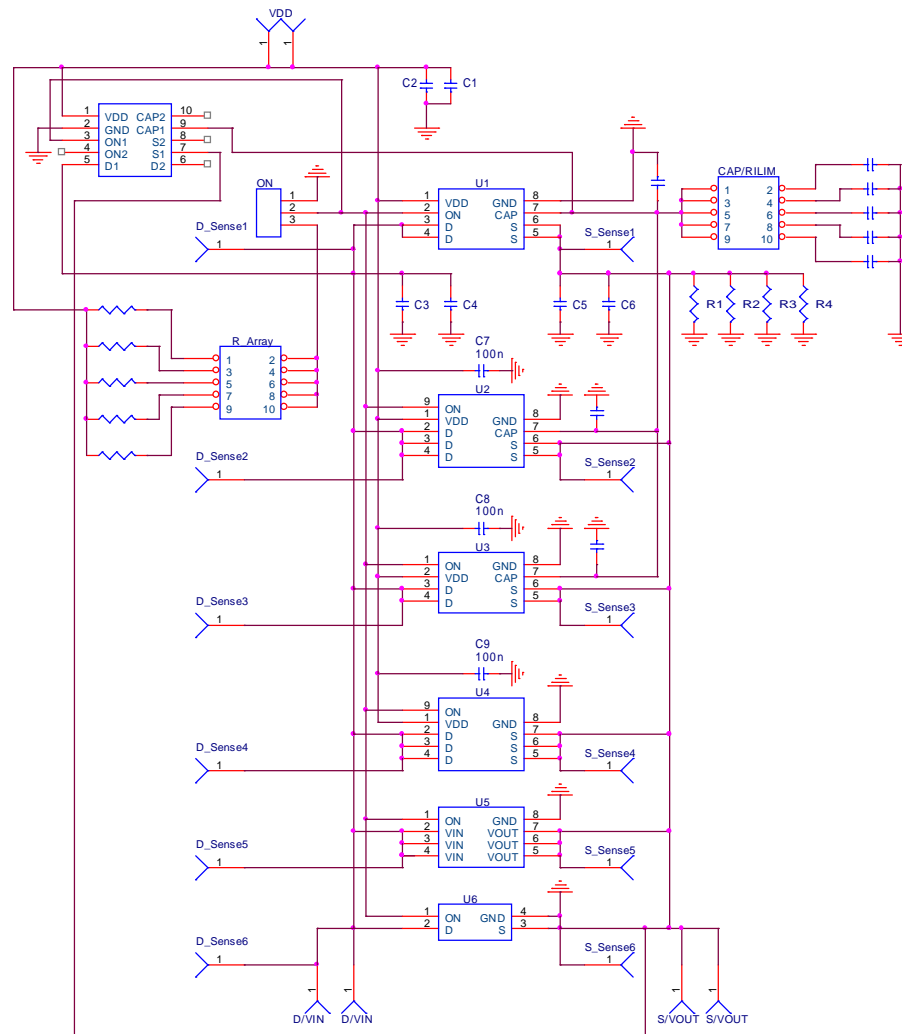 VDD
1 1
C2 C1
1 VDD CAP2 10
2 GND CAP1 9
3 ON1 S2 8
4 ON2 S1 7
5 D1 D2 6
ON
1
2
3
U1
1 VDD GND 8
2 ON CAP 7
3 D S 6
4 D S 5
CAP/RILIM
1 2
3 4
5 6
7 8
9 10
D_Sense1
1
S_Sense1
1
C3 C4 C5 C6
R1 R2 R3 R4
R_Array
1 2
3 4
5 6
7 8
9 10
C7
100n
U2
9 ON
1 VDD GND 8
2 D CAP 7
3 D S 6
4 D S 5
D_Sense2
1
S_Sense2
1
C8
100n
U3
1 ON GND 8
2 VDD CAP 7
3 D S 6
4 D S 5
D_Sense3
1
S_Sense3
1
C9
100n
U4
9 ON
1 VDD GND 8
2 D S 7
3 D S 6
4 D S 5
D_Sense4
1
S_Sense4
1
U5
1 ON GND 8
2 VIN VOUT 7
3 VIN VOUT 6
4 VIN VOUT 5
D_Sense5
1
S_Sense5
1
U6
1 ON GND 4
2 D S 3
D_Sense6
1
S_Sense6
1
1 1 1 1
D/VIN D/VIN S/VOUT S/VOUT